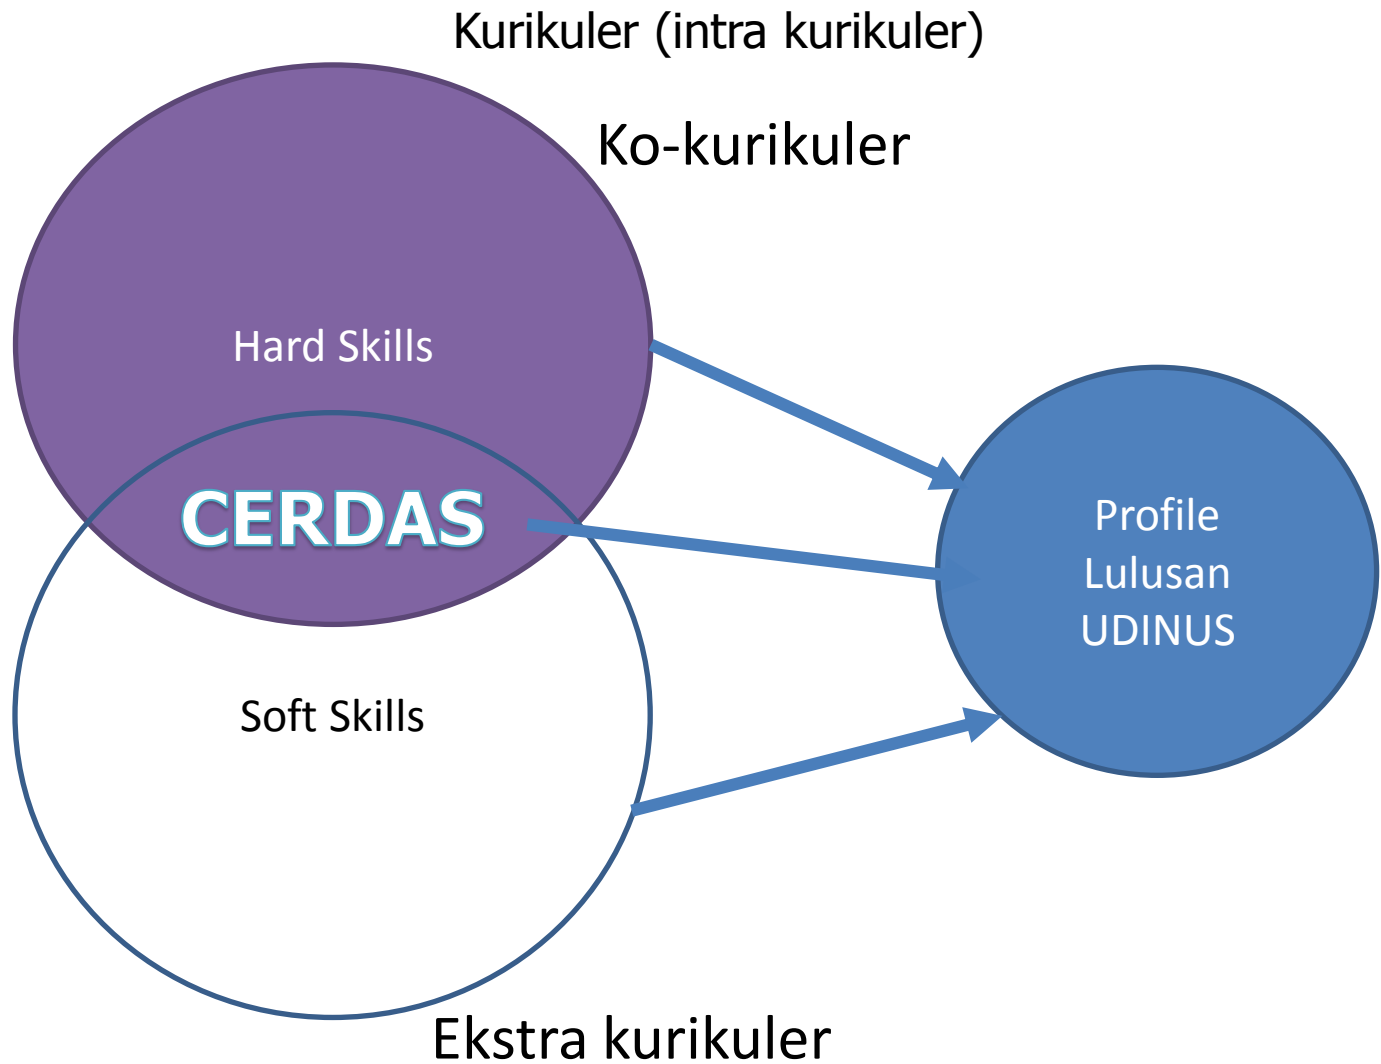 Kurikuler (intra kurikuler)
Ko-kurikuler
Hard Skills
CERDAS
Profile
Lulusan
UDINUS
Soft Skills
Ekstra kurikuler